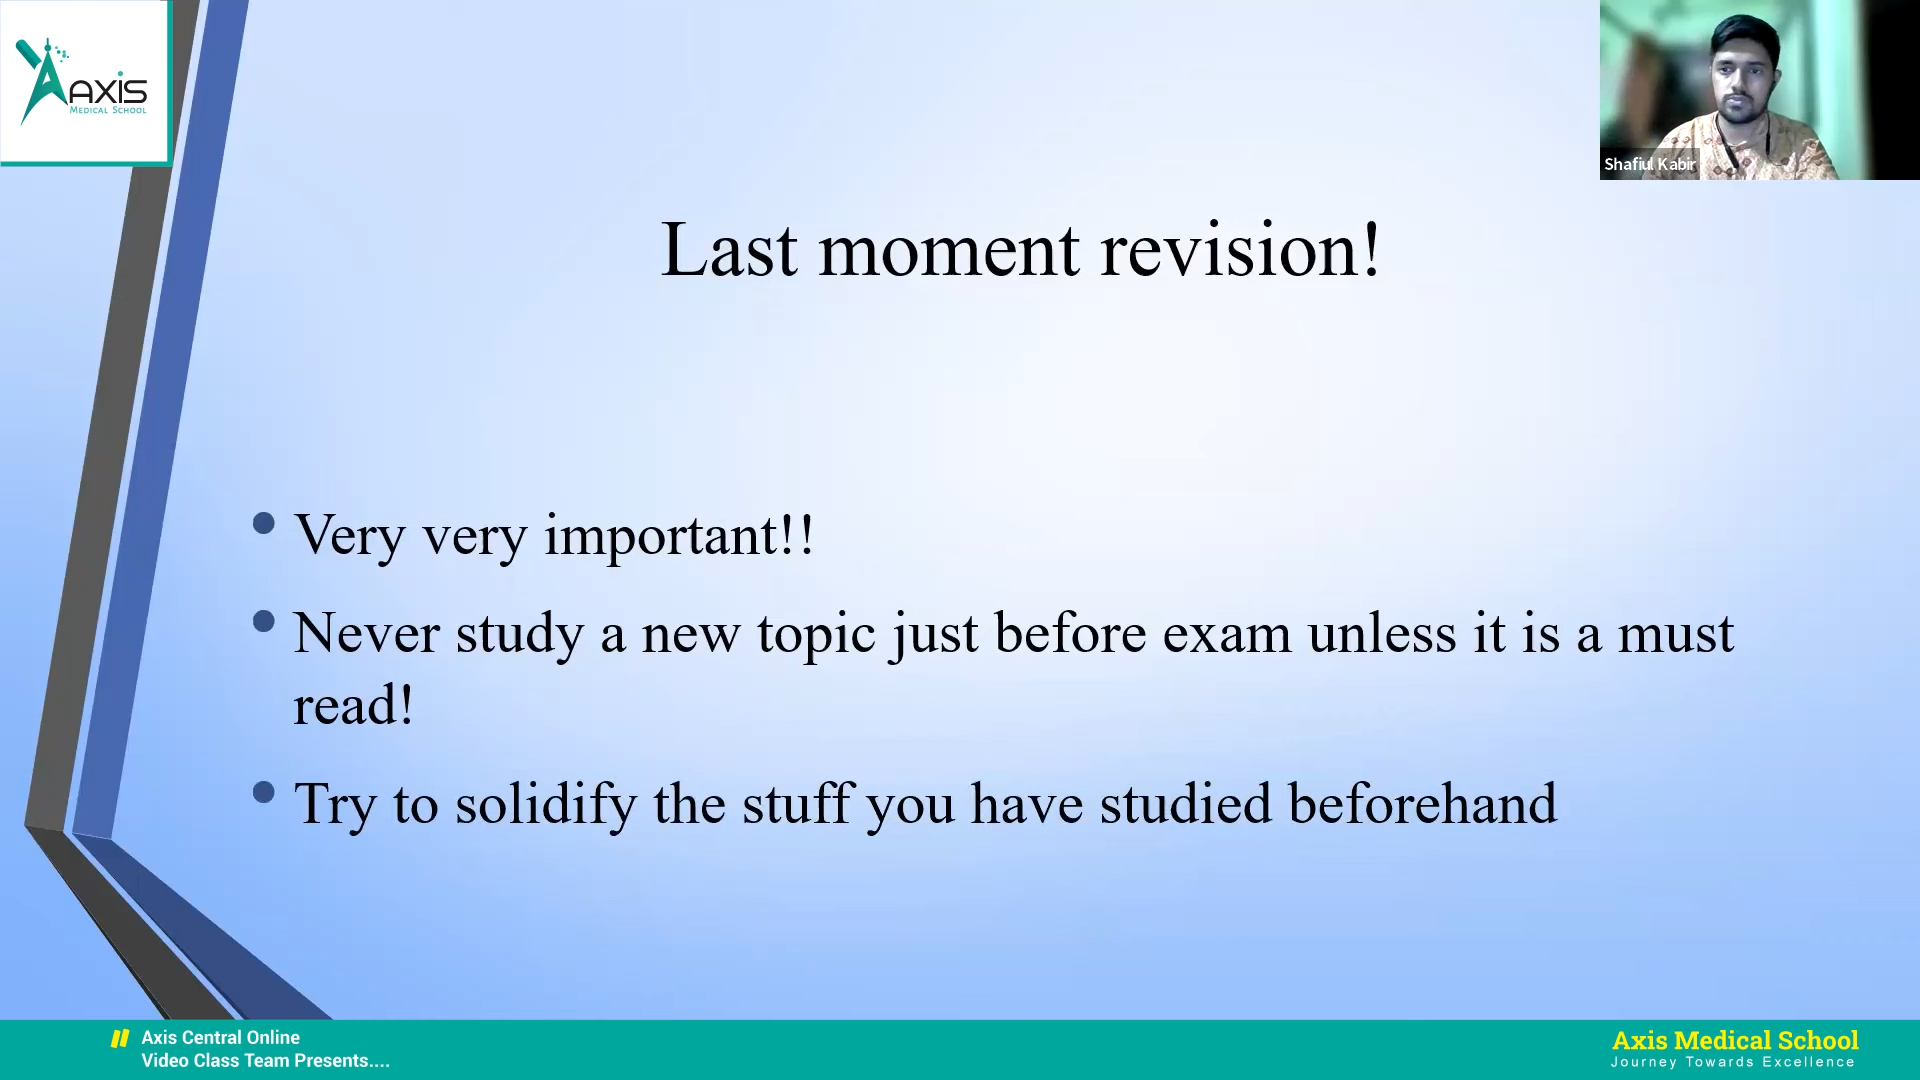 AXIS
MEDICAL SCHOOL
Shafiul Kabir
Last moment revision!
Very very important!!
Never study a new topic just before exam unless it is a must
read!
Try to solidify the stuff you have studied beforehand
Axis Central Online
Video Class Team Presents....
Axis Medical School
Journey Towards Excellence